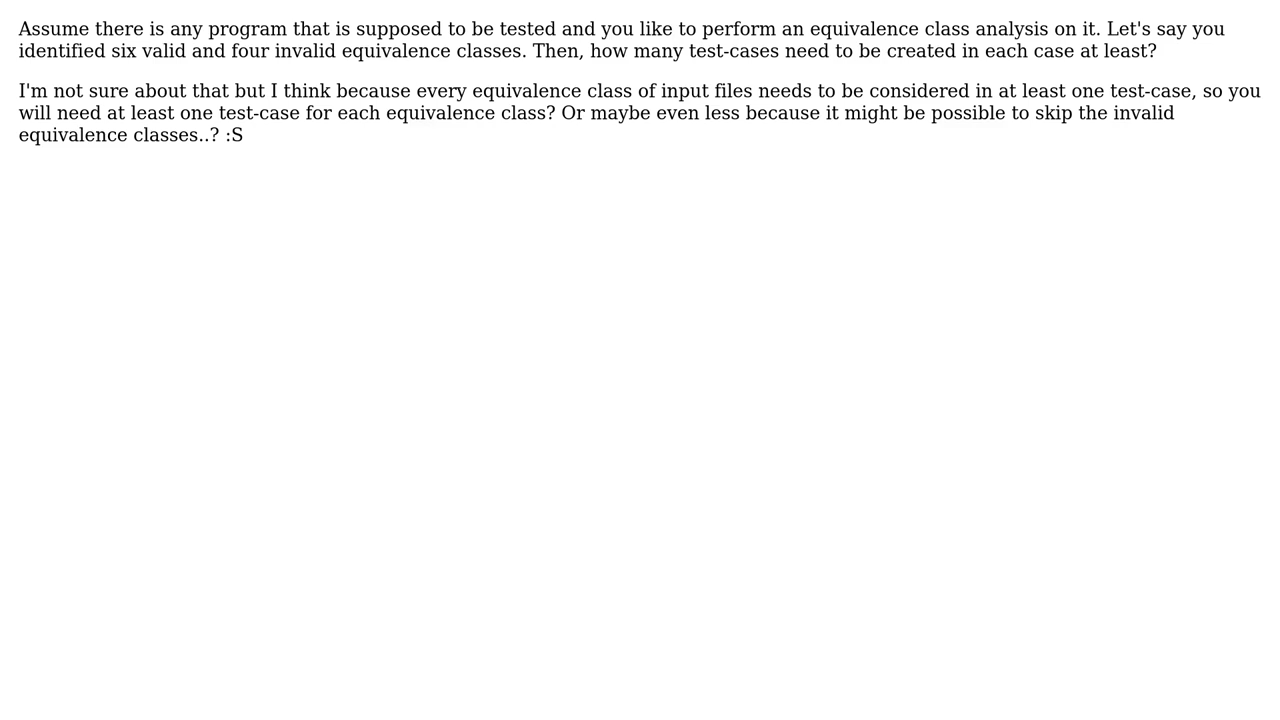 Assume there is any program that is supposed to be tested and you like to perform an equivalence class analysis on it. Let's say you
identified six valid and four invalid equivalence classes. Then, how many test-cases need to be created in each case at least?
I'm not sure about that but I think because every equivalence class of input files needs to be considered in at least one test-case, so you
will need at least one test-case for each equivalence class? Or maybe even less because it might be possible to skip the invalid
equivalence classes..? :S